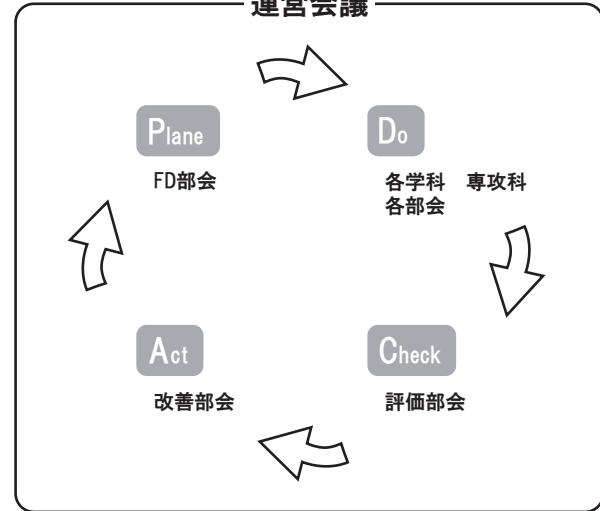 運営会議
Plane
Do
FD部会
各学科　専攻科
各部会
Act
Check
改善部会
評価部会